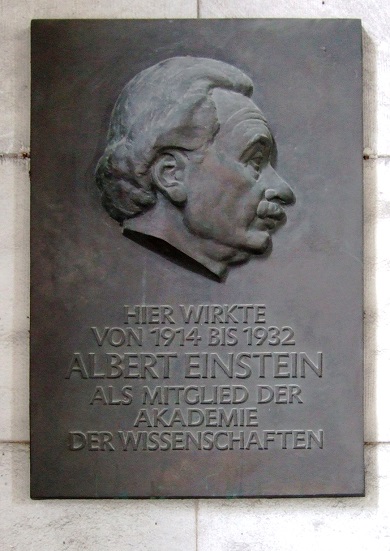 HIER WIRKTE
VON 1914 BIS 1932
ALBERT EINSTEIN
ALS MITGLIED DER
AKADEMIE
DER WISSENSCHAFTEN